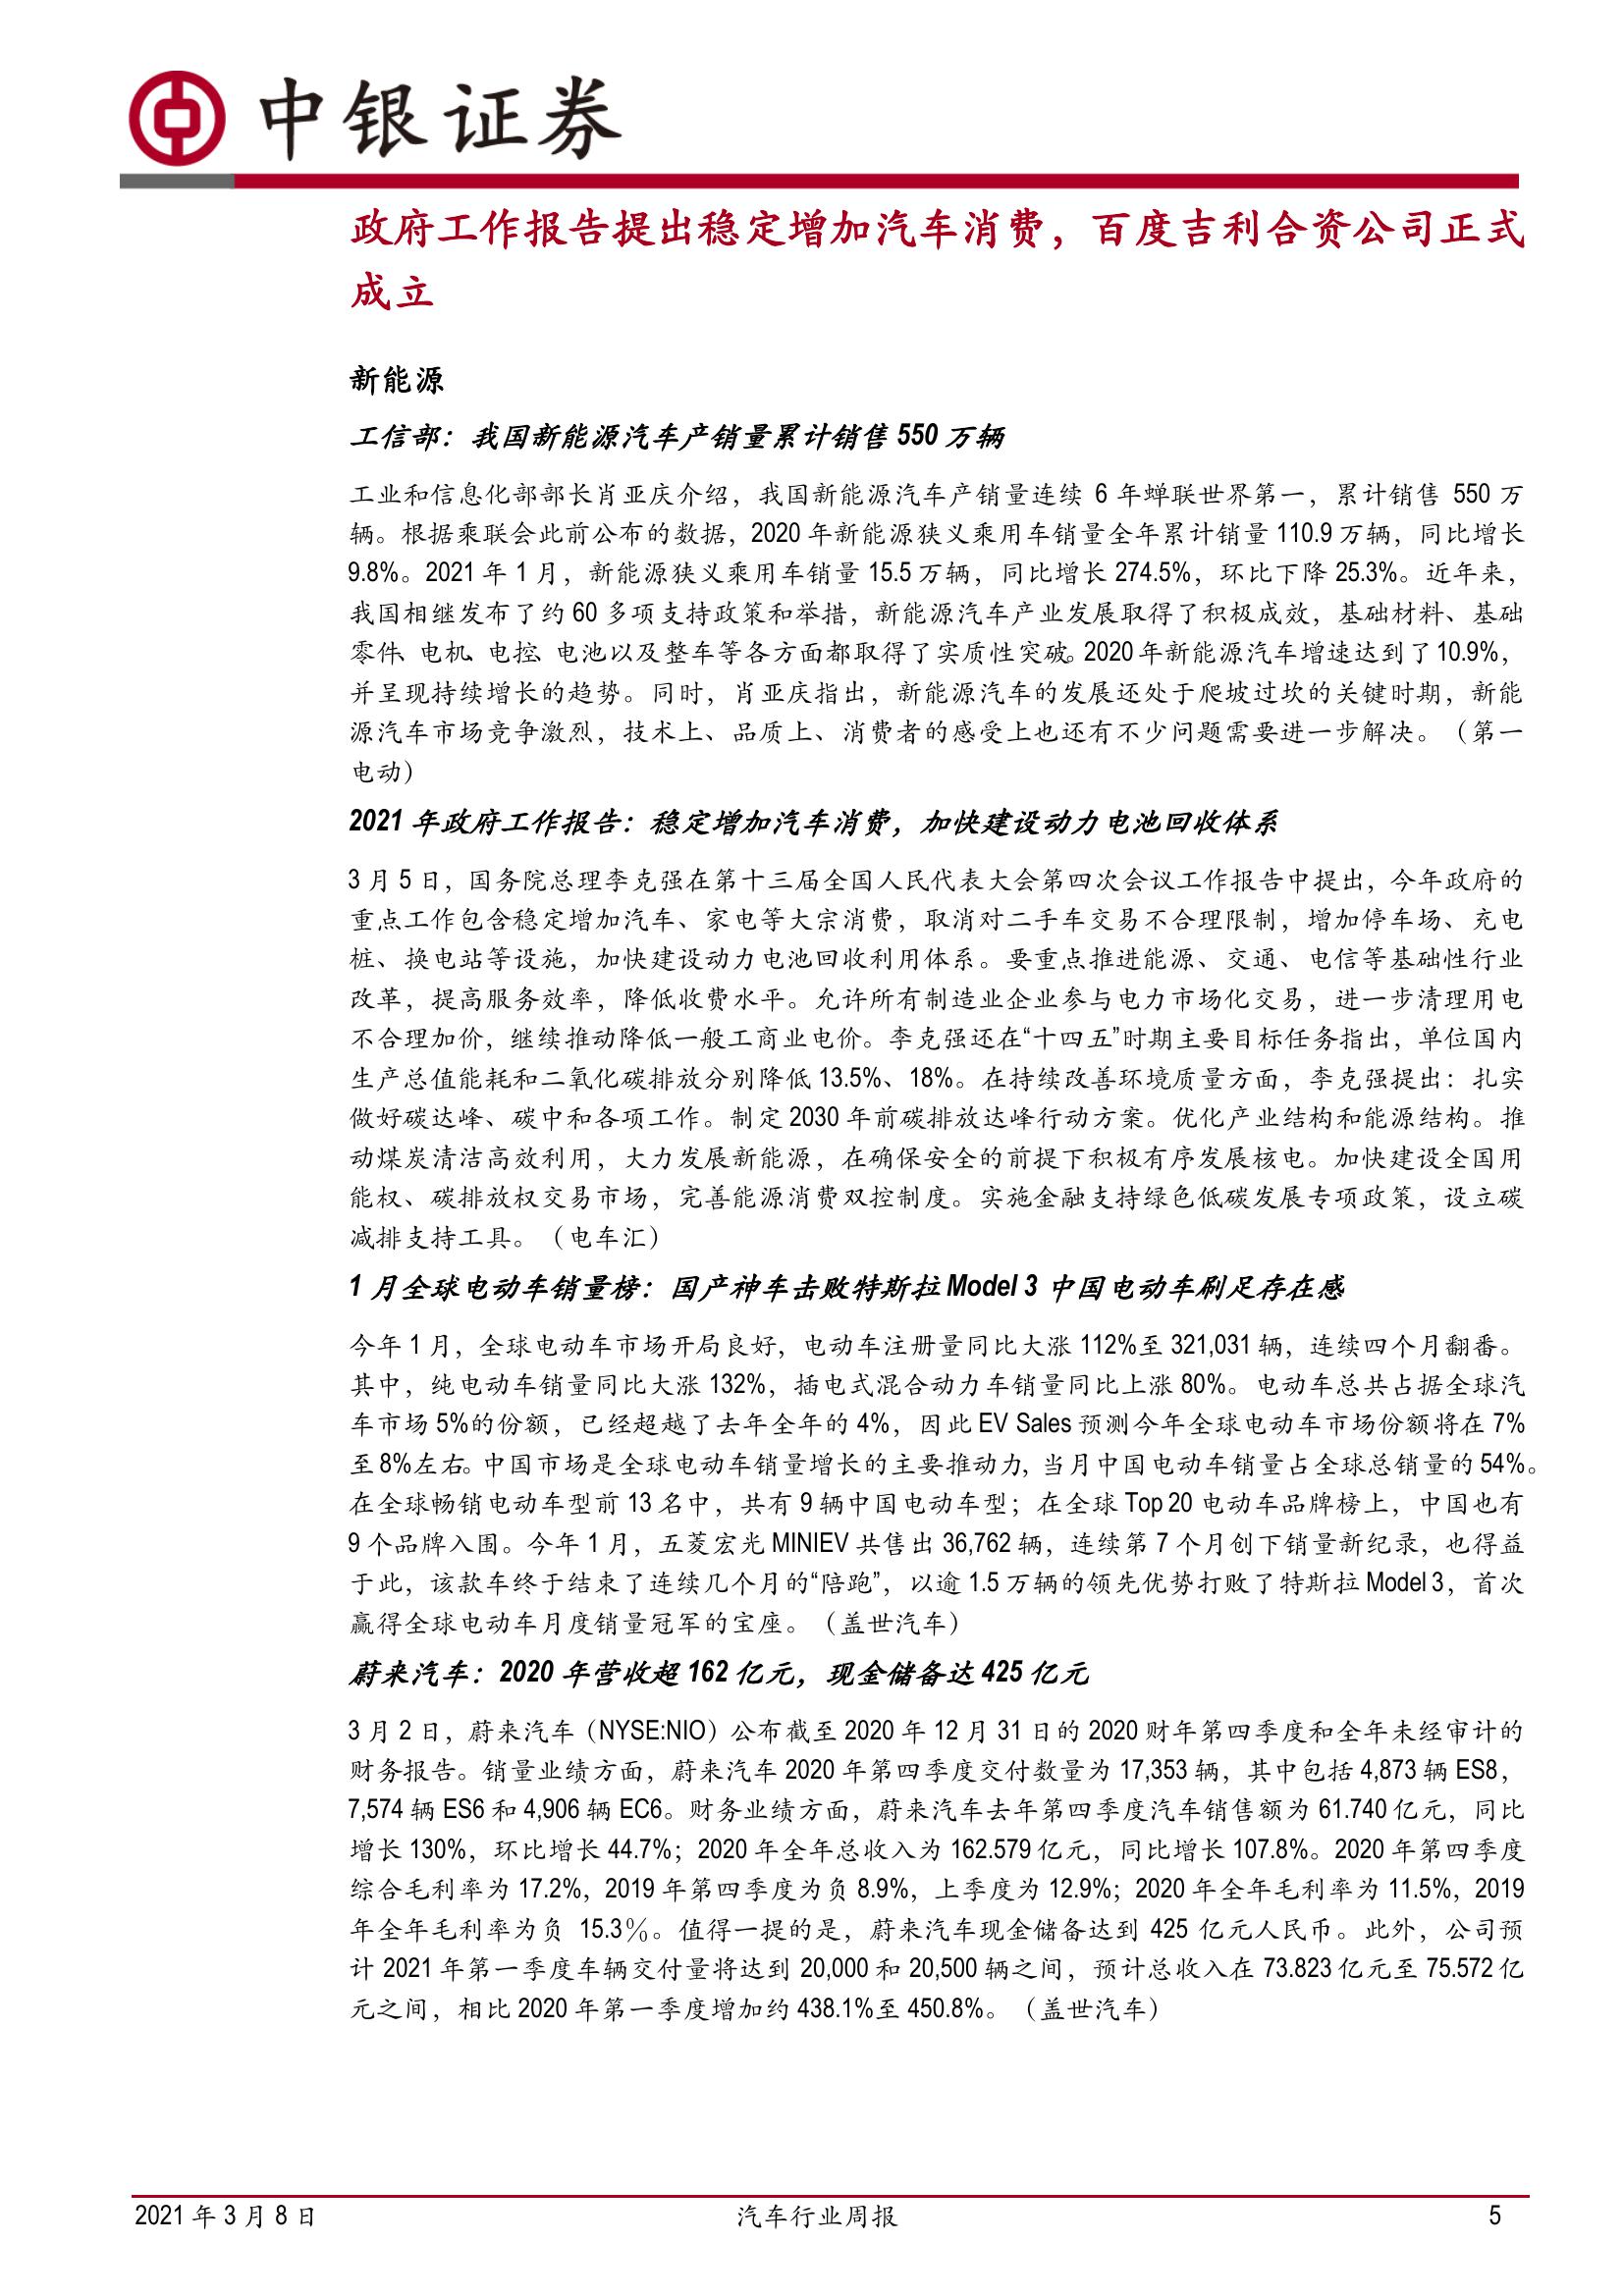 中银证券
政府工作报告提出稳定增加汽车消费，百度吉利合资公司正式
成立
新能源
工信部：我国新能源汽车产销量累计销售 550 万辆
工业和信息化部部长肖亚庆介绍，我国新能源汽车产销量连续 6 年蝉联世界第一，累计销售 550 万
辆。根据乘联会此前公布的数据，2020 年新能源狭义乘用车销量全年累计销量 110.9 万辆，同比增长
9.8%。2021 年 1 月，新能源狭义乘用车销量 15.5 万辆，同比增长 274.5%，环比下降 25.3%。近年来，
我国相继发布了约 60 多项支持政策和举措，新能源汽车产业发展取得了积极成效，基础材料、基础
零件、电机、电控、电池以及整车等各方面都取得了实质性突破。2020 年新能源汽车增速达到了 10.9%，
并呈现持续增长的趋势。同时，肖亚庆指出，新能源汽车的发展还处于爬坡过坎的关键时期，新能
源汽车市场竞争激烈，技术上、品质上、消费者的感受上也还有不少问题需要进一步解决。（第一
电动）
2021 年政府工作报告：稳定增加汽车消费，加快建设动力电池回收体系
3 月 5 日，国务院总理李克强在第十三届全国人民代表大会第四次会议工作报告中提出，今年政府的
重点工作包含稳定增加汽车、家电等大宗消费，取消对二手车交易不合理限制，增加停车场、充电
桩、换电站等设施，加快建设动力电池回收利用体系。要重点推进能源、交通、电信等基础性行业
改革，提高服务效率，降低收费水平。允许所有制造业企业参与电力市场化交易，进一步清理用电
不合理加价，继续推动降低一般工商业电价。李克强还在“十四五”时期主要目标任务指出，单位国内
生产总值能耗和二氧化碳排放分别降低 13.5%、18%。在持续改善环境质量方面，李克强提出：扎实
做好碳达峰、碳中和各项工作。制定 2030 年前碳排放达峰行动方案。优化产业结构和能源结构。推
动煤炭清洁高效利用，大力发展新能源，在确保安全的前提下积极有序发展核电。加快建设全国用
能权、碳排放权交易市场，完善能源消费双控制度。实施金融支持绿色低碳发展专项政策，设立碳
减排支持工具。（电车汇）
1 月全球电动车销量榜：国产神车击败特斯拉 Model 3 中国电动车刷足存在感
今年 1 月，全球电动车市场开局良好，电动车注册量同比大涨 112%至 321,031 辆，连续四个月翻番。
其中，纯电动车销量同比大涨 132%，插电式混合动力车销量同比上涨 80%。电动车总共占据全球汽
车市场 5%的份额，已经超越了去年全年的 4%，因此 EV Sales 预测今年全球电动车市场份额将在 7%
至 8%左右。中国市场是全球电动车销量增长的主要推动力，当月中国电动车销量占全球总销量的 54%。
在全球畅销电动车型前 13 名中，共有 9 辆中国电动车型；在全球 Top 20 电动车品牌榜上，中国也有
9 个品牌入围。今年 1 月，五菱宏光 MINIEV 共售出 36,762 辆，连续第 7 个月创下销量新纪录，也得益
于此，该款车终于结束了连续几个月的“陪跑”，以逾 1.5 万辆的领先优势打败了特斯拉 Model 3，首次
赢得全球电动车月度销量冠军的宝座。（盖世汽车）
蔚来汽车：2020 年营收超 162 亿元，现金储备达 425 亿元
3 月 2 日，蔚来汽车（NYSE:NIO）公布截至 2020 年 12 月 31 日的 2020 财年第四季度和全年未经审计的
财务报告。销量业绩方面，蔚来汽车 2020 年第四季度交付数量为 17,353 辆，其中包括 4,873 辆 ES8，
7,574 辆 ES6 和 4,906 辆 EC6。财务业绩方面，蔚来汽车去年第四季度汽车销售额为 61.740 亿元，同比
增长 130%，环比增长 44.7%；2020 年全年总收入为 162.579 亿元，同比增长 107.8%。2020 年第四季度
综合毛利率为 17.2%，2019 年第四季度为负 8.9%，上季度为 12.9%；2020 年全年毛利率为 11.5%，2019
年全年毛利率为负 15.3％。值得一提的是，蔚来汽车现金储备达到 425 亿元人民币。此外，公司预
计 2021 年第一季度车辆交付量将达到 20,000 和 20,500 辆之间，预计总收入在 73.823 亿元至 75.572 亿
元之间，相比 2020 年第一季度增加约 438.1%至 450.8%。（盖世汽车）
2021 年 3 月 8 日 汽车行业周报 5